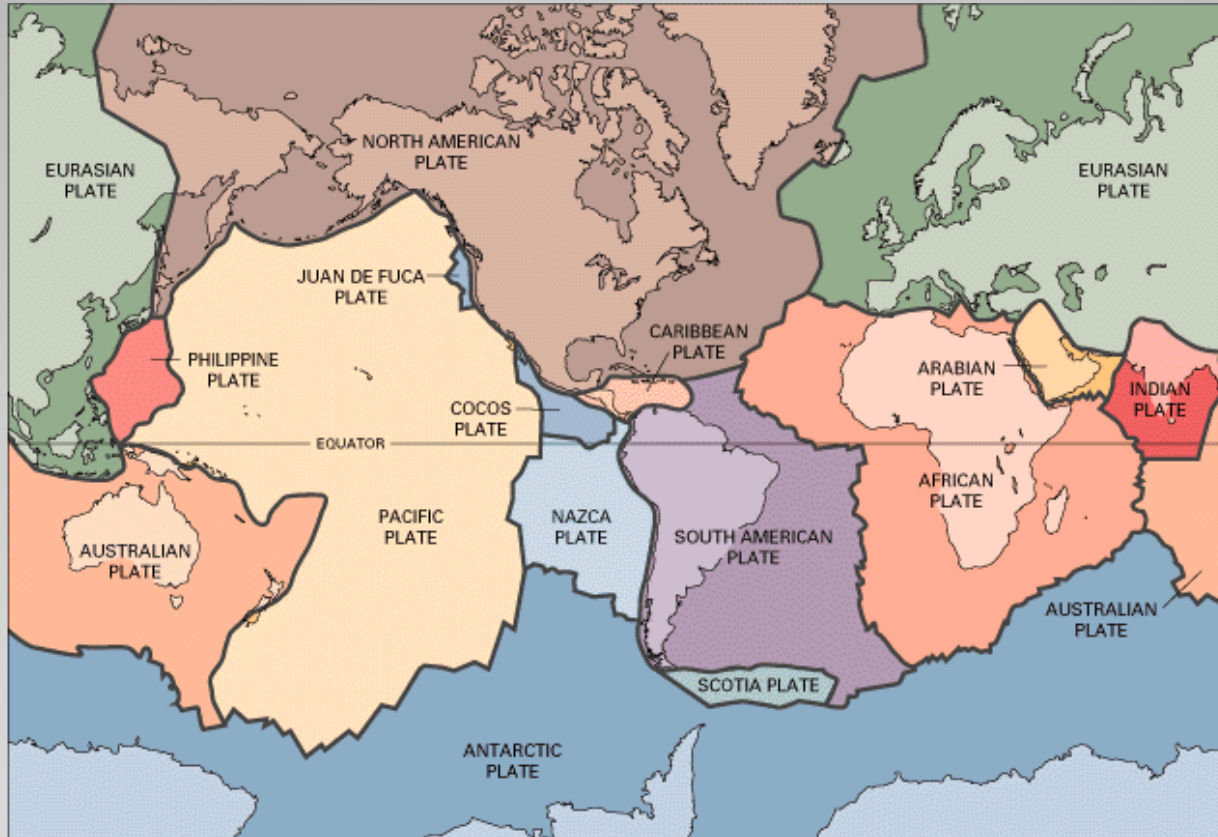 NORTH AMERICAN
PLATE
EURASIAN
PLATE
EURASIAN
PLATE
JUAN DE FUCA
PLATE
CARIBBEAN
PLATE
PHILIPPINE
PLATE
ARABIAN
PLATE
INDIAN
PLATE
COCOS
PLATE
EQUATOR
AFRICAN
PLATE
PACIFIC
PLATE
NAZCA
PLATE
SOUTH AMERICAN
PLATE
AUSTRALIAN
PLATE
AUSTRALIAN
PLATE
SCOTIA PLATE
ANTARCTIC
PLATE